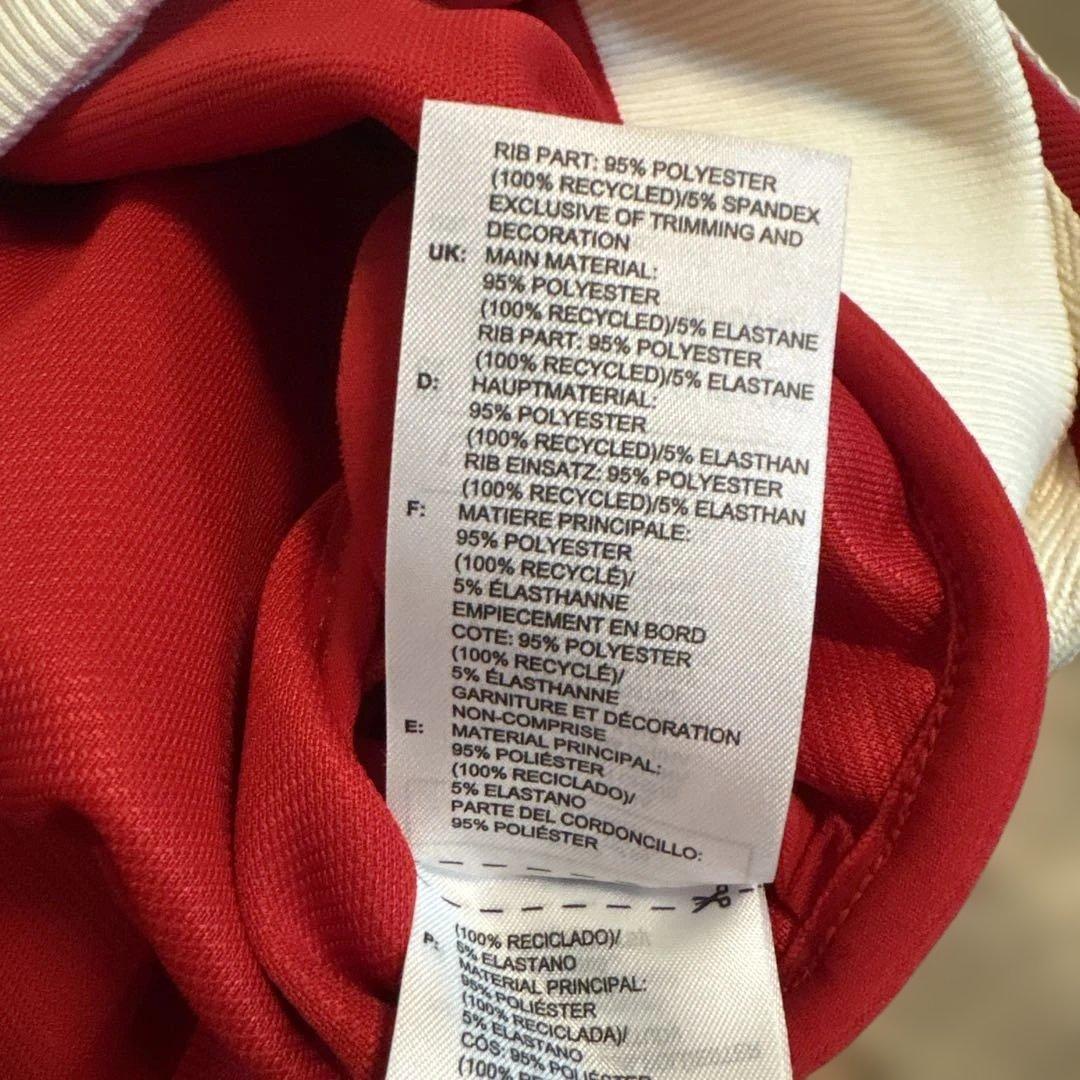 RIB PART: 95% POLYESTER
(100% RECYCLED)/5% SPANDEX
EXCLUSIVE OF TRIMMING AND
DECORATION
UK: MAIN MATERIAL:
95% POLYESTER
(100% RECYCLED)/5% ELASTANE
RIB PART: 95% POLYESTER
(100% RECYCLED)/5% ELASTANE
D: HAUPTMATERIAL:
95% POLYESTER
(100% RECYCLED)/5% ELASTHAN
RIB EINSATZ: 95% POLYESTER
(100% RECYCLED)/5% ELASTHAN
F: MATIERE PRINCIPALE:
95% POLYESTER
(100% RECYCLÉ)/
5% ÉLASTHANNE
EMPIECEMENT EN BORD
COTE: 95% POLYESTER
(100% RECYCLÉ)/
5% ÉLASTHANNE
GARNITURE ET DÉCORATION
NON-COMPRISE
E: MATERIAL PRINCIPAL:
95% POLIÉSTER
(100% RECICLADO)/
5% ELASTANO
PARTE DEL CORDONCILLO:
95% POLIÉSTER
(100% RECICLADO)/
5% ELASTANO
P: MATERIAL PRINCIPAL:
95% POLIÉSTER
(100% RECICLADA)/
5% ELASTANO
CÓS: 95% POLIÉSTER
(100%